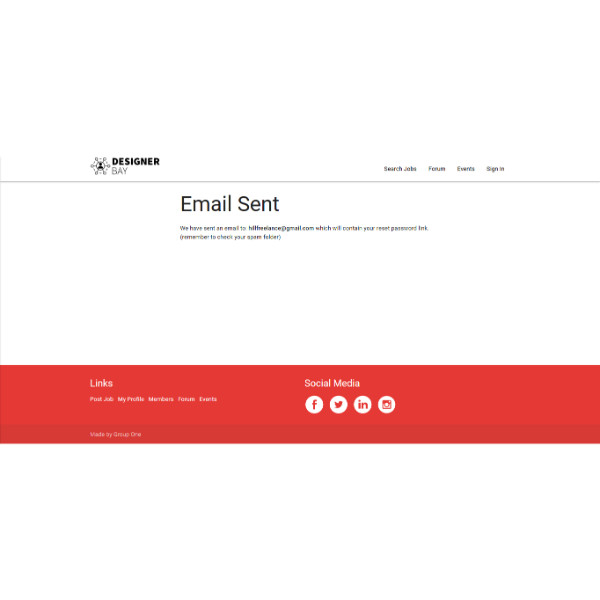 DESIGNER
BAY
Search Jobs Forum Events Sign In
Email Sent
We have sent an email to hillfreelance@gmail.com which will contain your reset password link.
(remember to check your spam folder)
Links
Social Media
Post Job My Profile Members Forum Events
Made by Group One